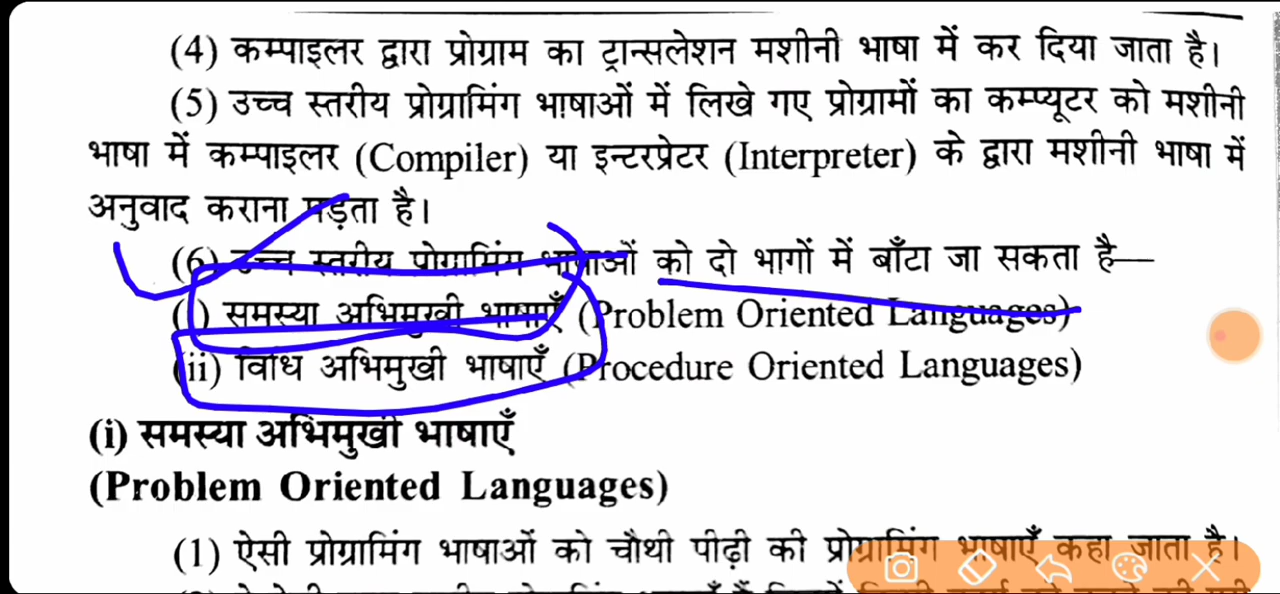 (4) कम्पाइलर द्वारा प्रोग्राम का ट्रान्सलेशन मशीनी भाषा में कर दिया जाता है।
(5) उच्च स्तरीय प्रोग्रामिंग भाषाओं में लिखे गए प्रोग्रामों का कम्प्यूटर को मशीनी
भाषा में कम्पाइलर (Compiler) या इन्टरप्रेटर (Interpreter) के द्वारा मशीनी भाषा में
अनुवाद कराना पड़ता है।
(6) उच्च स्तरीय प्रोग्रामिंग भाषाओं को दो भागों में बाँटा जा सकता है—
(i) समस्या अभिमुखी भाषाएँ (Problem Oriented Languages)
(ii) विधि अभिमुखी भाषाएँ (Procedure Oriented Languages)
(i) समस्या अभिमुखी भाषाएँ
(Problem Oriented Languages)
(1) ऐसी प्रोग्रामिंग भाषाओं को चौथी पीढ़ी की प्रोग्रामिंग भाषाएँ कहा जाता है।